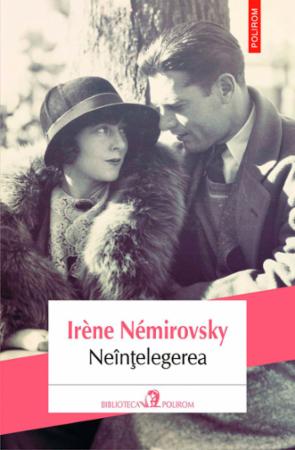 POLIROM
Irène Némirovsky
Neînţelegerea
BIBLIOTECA POLIROM